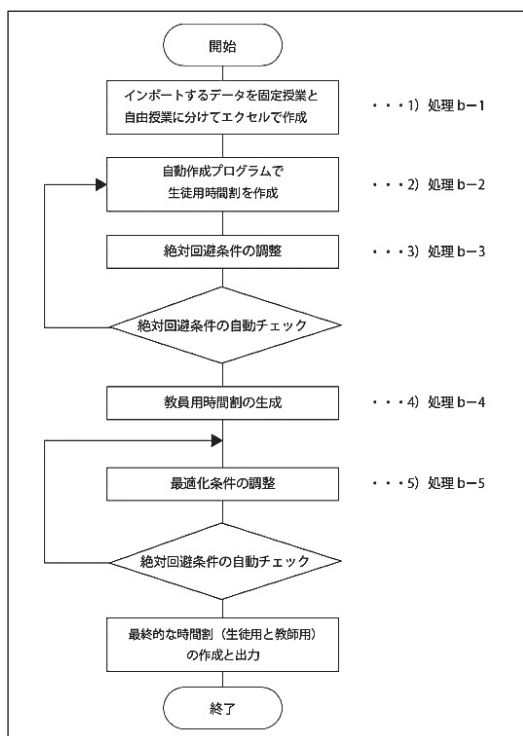 開始
インポートするデータを固定授業と
自由授業に分けてエクセルで作成
・・・1）処理 b－1
自動作成プログラムで
生徒用時間割を作成
・・・2）処理 b－2
絶対回避条件の調整
・・・3）処理 b－3
絶対回避条件の自動チェック
教員用時間割の生成
・・・4）処理 b－4
最適化条件の調整
・・・5）処理 b－5
絶対回避条件の自動チェック
最終的な時間割（生徒用と教師用）
の作成と出力
終了